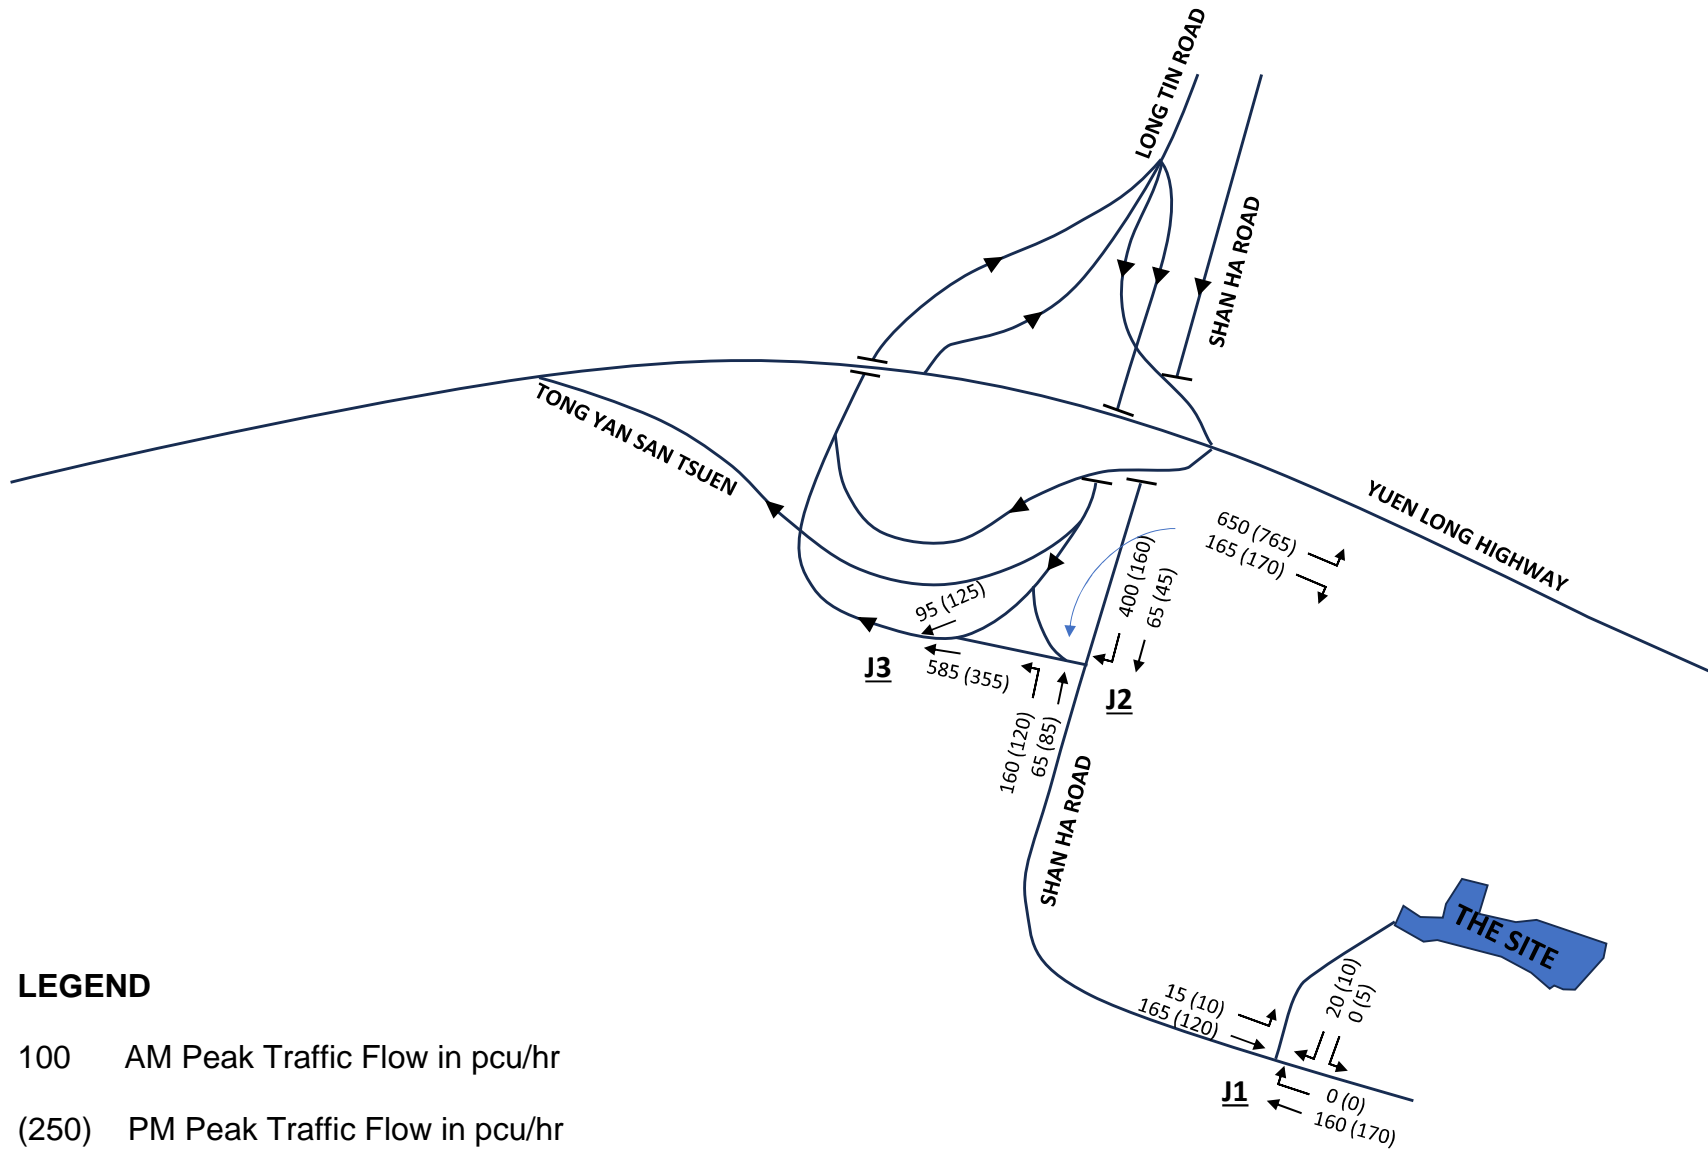 LONG TIN ROAD
SHAN HA ROAD
TONG YAN SAN TSUEN
YUEN LONG HIGHWAY
650 (765)
165 (170)
400 (160)
65 (45)
95 (125)
585 (355)
J3
J2
160 (120)
65 (85)
SHAN HA ROAD
THE SITE
15 (10)
165 (120)
20 (10)
0 (5)
J1
0 (0)
160 (170)
LEGEND
100 AM Peak Traffic Flow in pcu/hr
(250) PM Peak Traffic Flow in pcu/hr